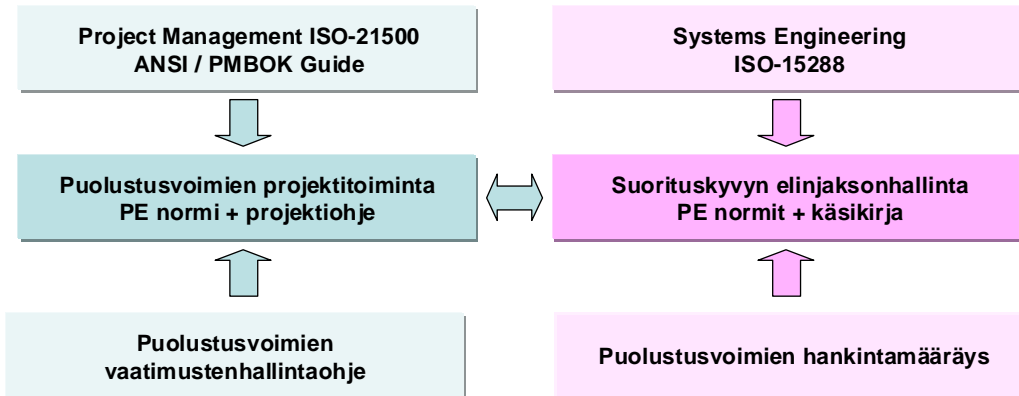 Project Management ISO-21500
ANSI / PMBOK Guide
Systems Engineering
ISO-15288
Puolustusvoimien projektitoiminta
PE normi + projektiohje
Suorituskyvyn elinjaksonhallinta
PE normit + käsikirja
Puolustusvoimien
vaatimustenhallintaohje
Puolustusvoimien hankintamääräys